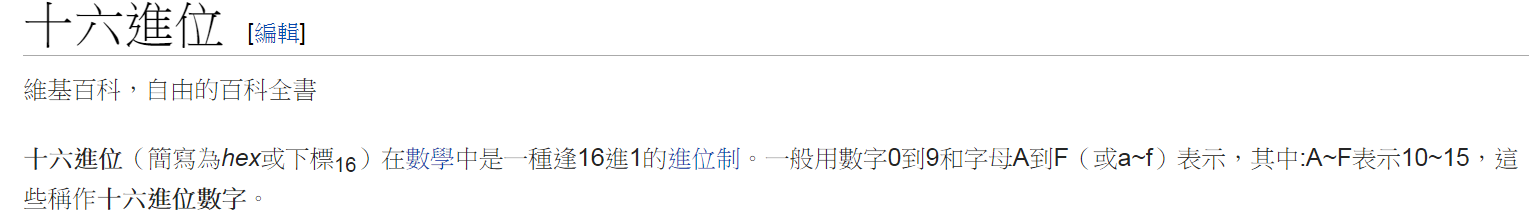 十六進位 [編輯]
維基百科，自由的百科全書
十六進位（簡寫為hex或下標16）在數學中是一種逢16進1的進位制。一般用數字0到9和字母A到F（或a~f）表示，其中:A~F表示10~15，這
些稱作十六進位數字。